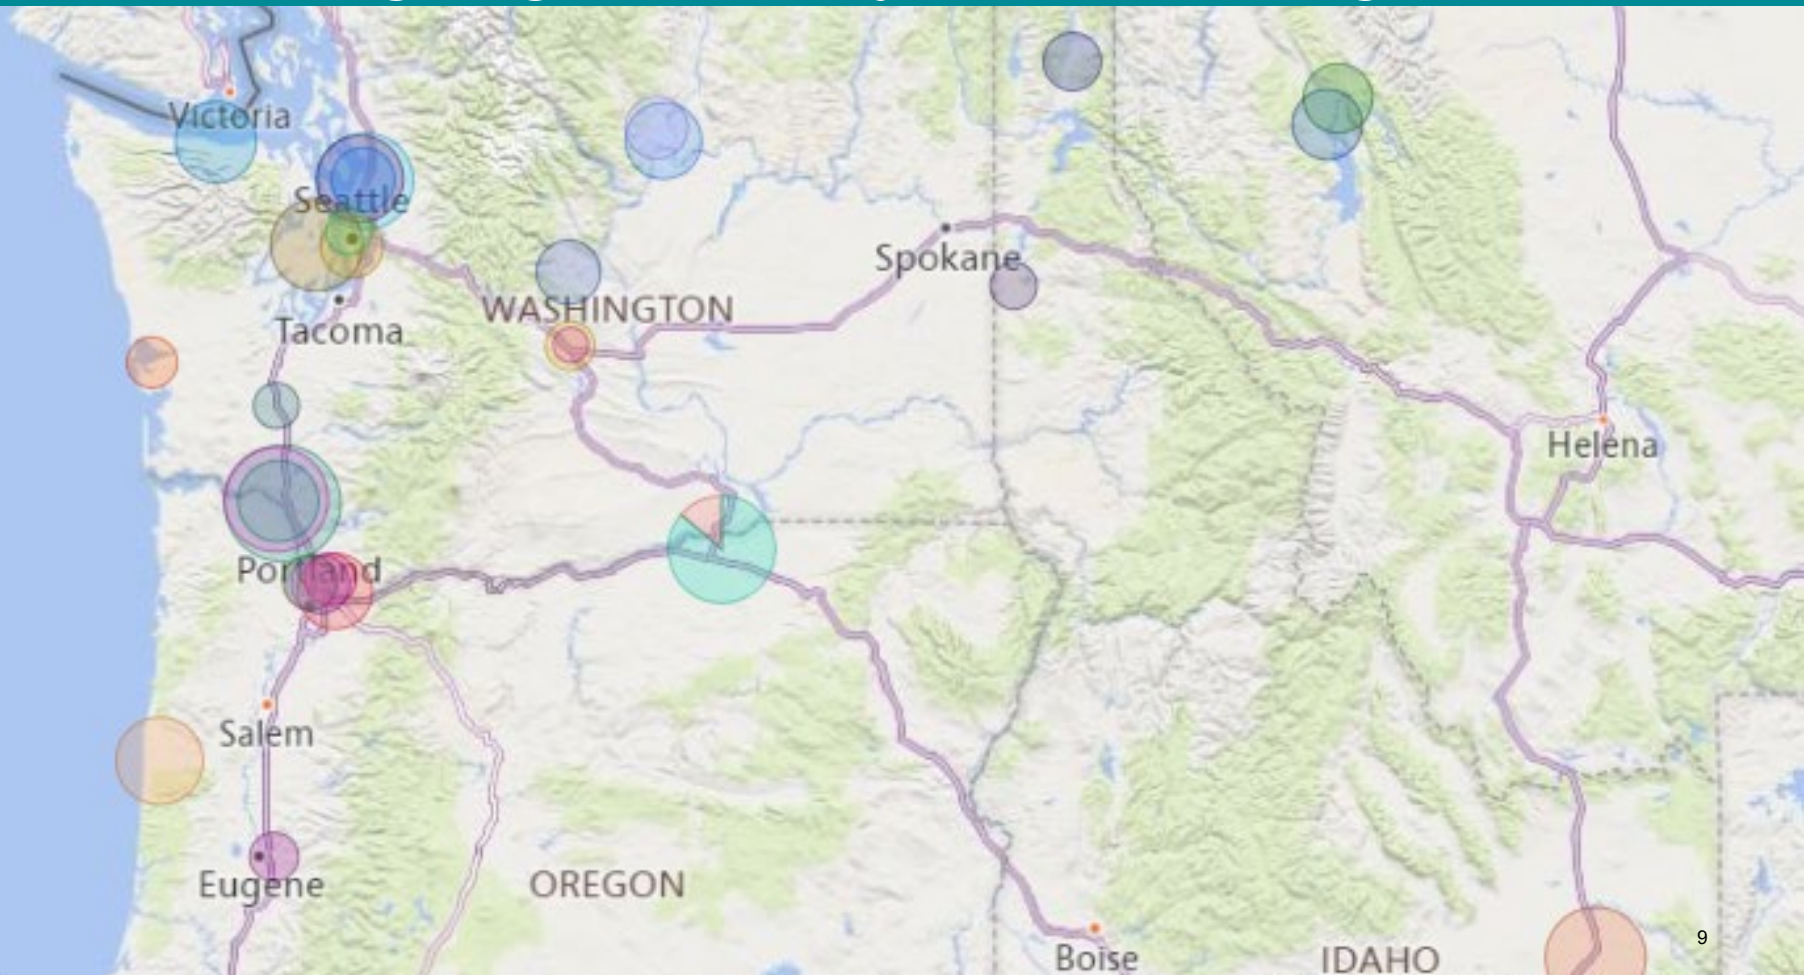 Victoria
Seattle
Spokane
WASHINGTON
Tacoma
Helena
Portland
Salem
Eugene
OREGON
9
Boise
IDAHO